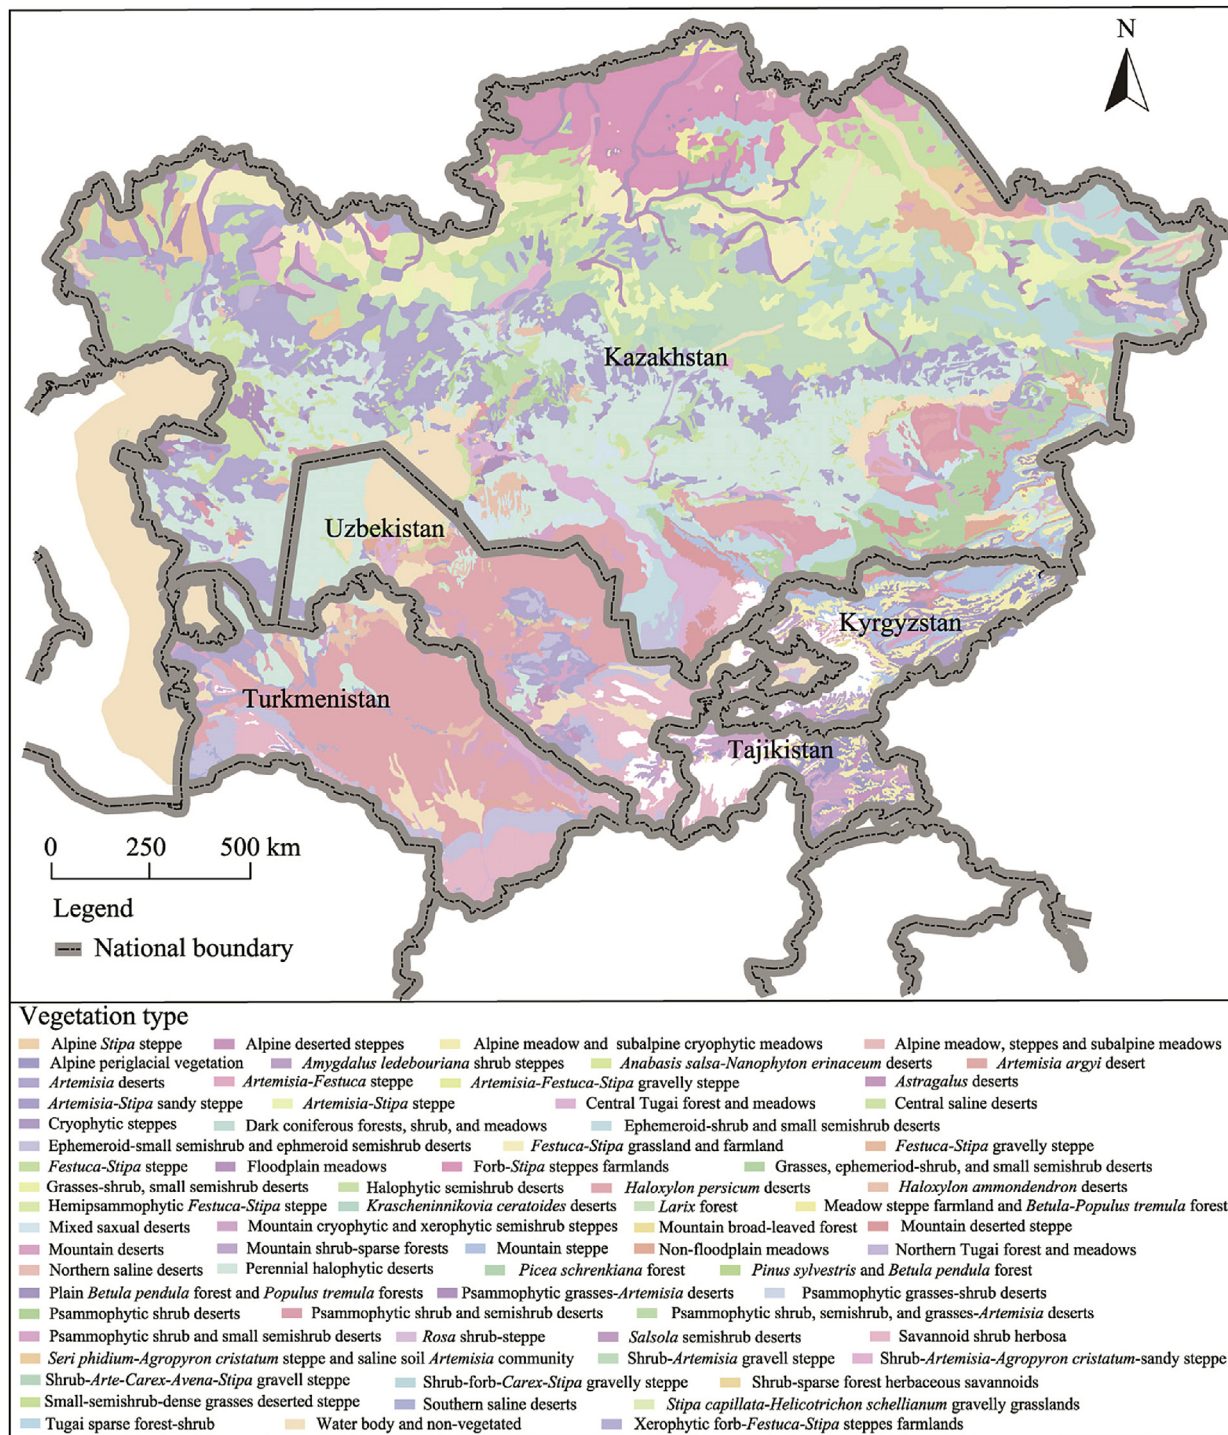 N
Kazakhstan
Uzbekistan
Kyrgyzstan
Turkmenistan
Tajikistan
0 250 500 km
Legend
National boundary
Vegetation type
Alpine Stipa steppe Alpine deserted steppes Alpine meadow and subalpine cryophytic meadows Alpine meadow, steppes and subalpine meadows
Alpine periglacial vegetation Amygdalus ledebouriana shrub steppes Anabasis salsa-Nanophyton erinaceum deserts Artemisia argyi desert
Artemisia deserts Artemisia-Festuca steppe Artemisia-Festuca-Stipa gravelly steppe Astragalus deserts
Artemisia-Stipa sandy steppe Artemisia-Stipa steppe Central Tugai forest and meadows Central saline deserts
Cryophytic steppes Dark coniferous forests, shrub, and meadows Ephemeroid-shrub and small semishrub deserts
Ephemeroid-small semishrub and ephmeroid semishrub deserts Festuca-Stipa grassland and farmland Festuca-Stipa gravelly steppe
Festuca-Stipa steppe Floodplain meadows Forb-Stipa steppes farmlands Grasses, ephemeriod-shrub, and small semishrub deserts
Grasses-shrub, small semishrub deserts Halophytic semishrub deserts Haloxylon persicum deserts Haloxylon ammondendron deserts
Hemipsammophytic Festuca-Stipa steppe Krascheninnikovia ceratoides deserts Larix forest Meadow steppe farmland and Betula-Populus tremula forest
Mixed saxual deserts Mountain cryophytic and xerophytic semishrub steppes Mountain broad-leaved forest Mountain deserted steppe
Mountain deserts Mountain shrub-sparse forests Mountain steppe Non-floodplain meadows Northern Tugai forest and meadows
Northern saline deserts Perennial halophytic deserts Picea schrenkiana forest Pinus sylvestris and Betula pendula forest
Plain Betula pendula forest and Populus tremula forests Psammophytic grasses-Artemisia deserts Psammophytic grasses-shrub deserts
Psammophytic shrub deserts Psammophytic shrub and semishrub deserts Psammophytic shrub, semishrub, and grasses-Artemisia deserts
Psammophytic shrub and small semishrub deserts Rosa shrub-steppe Salsola semishrub deserts Savannoid shrub herbosa
Seri phidium-Agropyron cristatum steppe and saline soil Artemisia community Shrub-Artemisia gravell steppe Shrub-Artemisia-Agropyron cristatum-sandy steppe
Shrub-Arte-Carex-Avena-Stipa gravell steppe Shrub-forb-Carex-Stipa gravelly steppe Shrub-sparse forest herbaceous savannoids
Small-semishrub-dense grasses deserted steppe Southern saline deserts Stipa capillata-Helicotrichon schellianum gravelly grasslands
Tugai sparse forest-shrub Water body and non-vegetated Xerophytic forb-Festuca-Stipa steppes farmlands